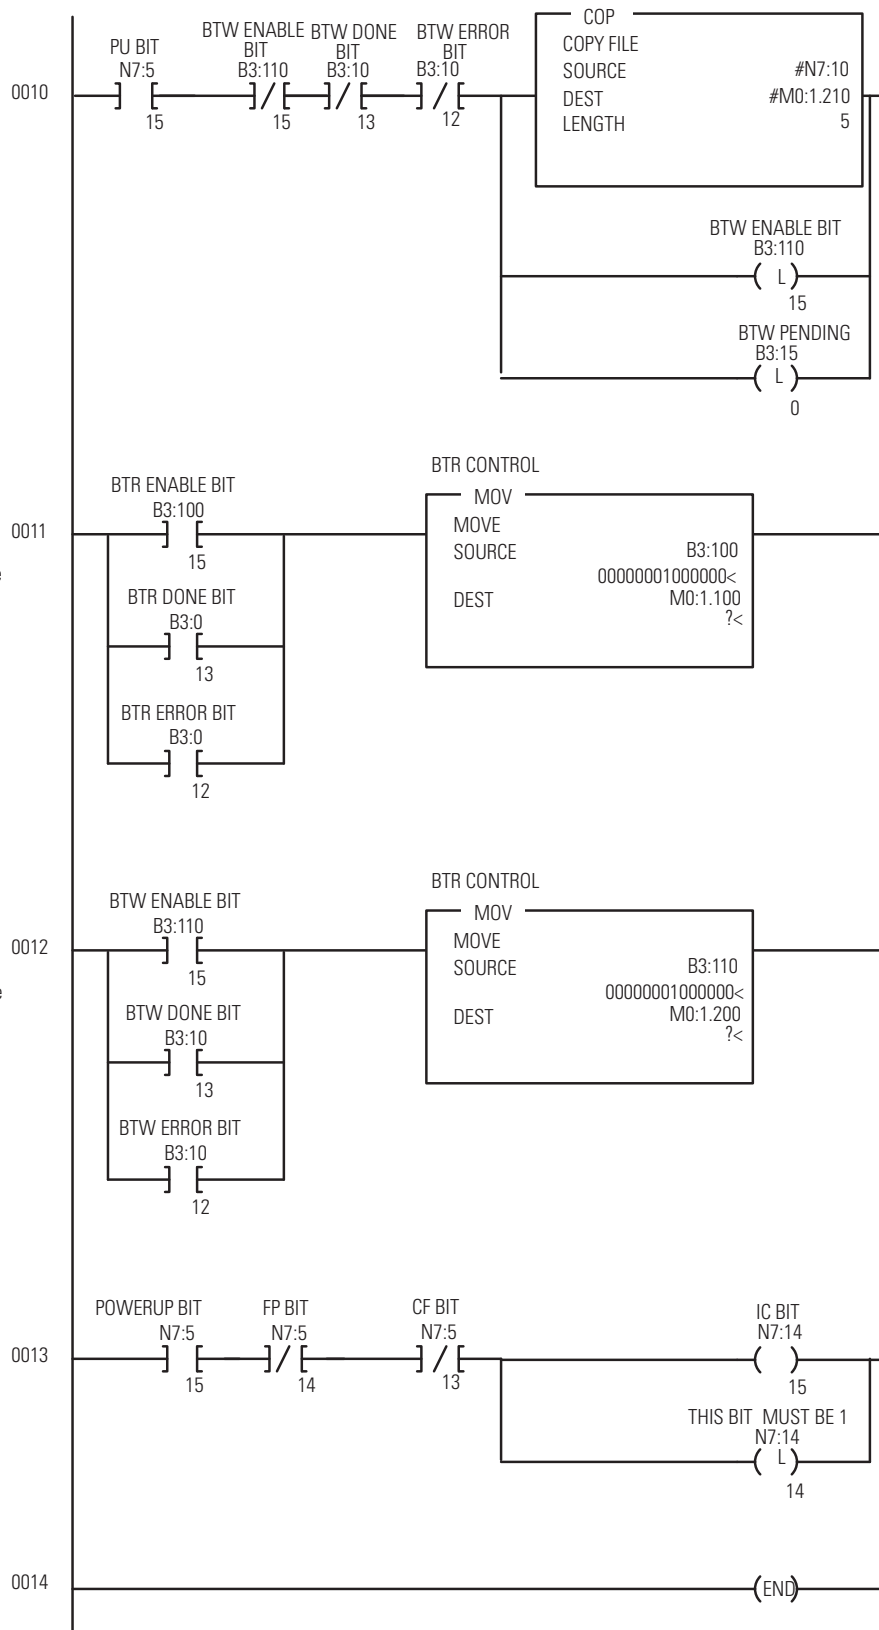 PU BIT
N7:5
15
BTW ENABLE
BIT
B3:110
15
BTW DONE
BIT
B3:10
13
BTW ERROR
BIT
B3:10
12
0010
COP
COPY FILE
SOURCE #N7:10
DEST #M0:1.210
LENGTH 5
BTW ENABLE BIT
B3:110
L
15
BTW PENDING
B3:15
L
0
0011
BTR ENABLE BIT
B3:100
15
BTR DONE BIT
B3:0
13
BTR ERROR BIT
B3:0
12
BTR CONTROL
MOV
MOVE
SOURCE B3:100
00000001000000<
DEST M0:1.100
?<
e
0012
BTW ENABLE BIT
B3:110
15
BTW DONE BIT
B3:10
13
BTW ERROR BIT
B3:10
12
BTR CONTROL
MOV
MOVE
SOURCE B3:110
00000001000000<
DEST M0:1.200
?<
e
0013
POWERUP BIT
N7:5
15
FP BIT
N7:5
14
CF BIT
N7:5
13
IC BIT
N7:14
15
THIS BIT MUST BE 1
N7:14
L
14
0014
END